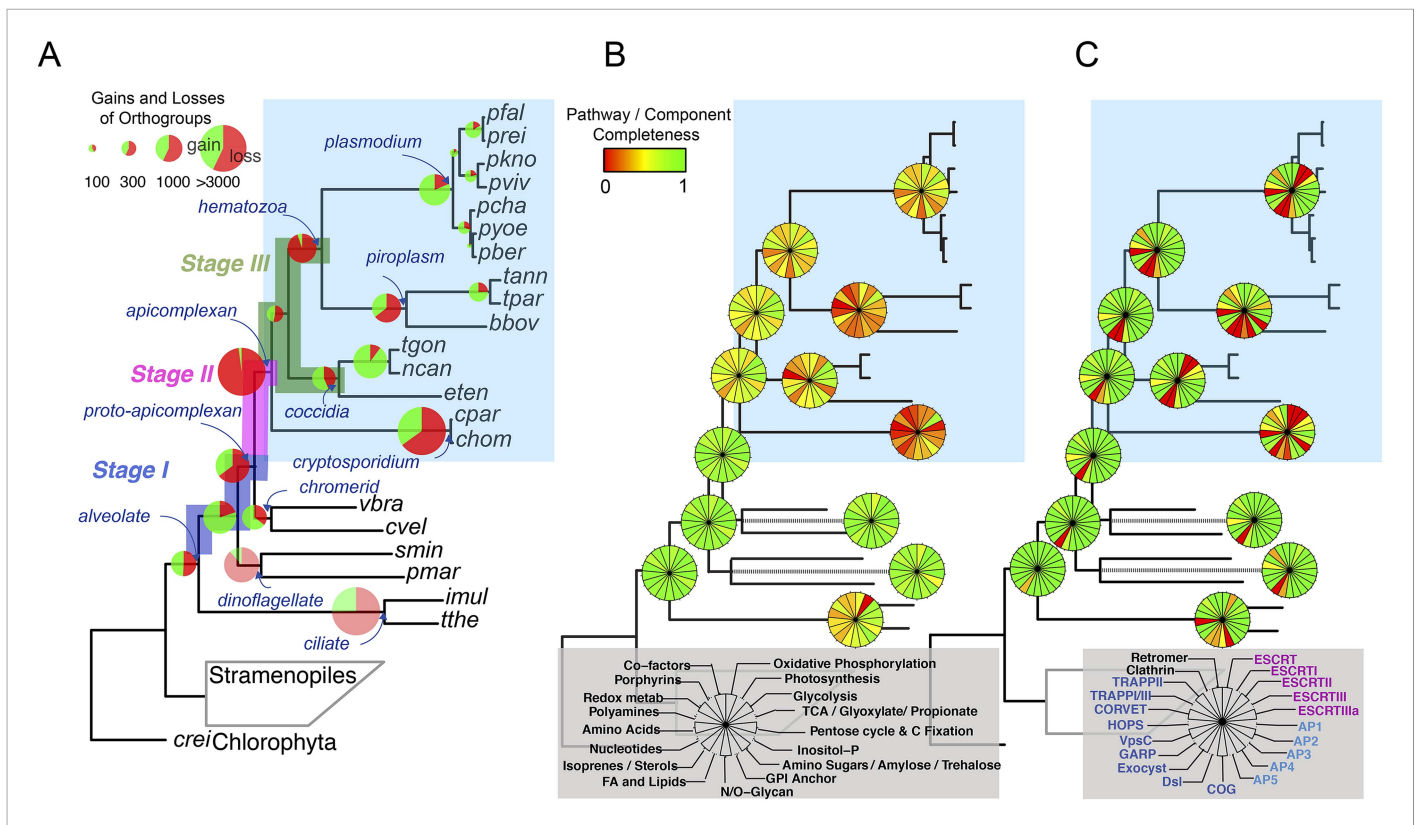 A
Gains and Losses
of Orthogroups
gain
loss
100 300 1000 >3000
pfal
prei
plasmodium
pkno
pviv
hematozoa
pcha
pyoe
pber
Stage III
piroplasm
tann
tpar
bbov
apicomplexan
tgon
ncan
Stage II
eten
coccidia
proto-apicomplexan
cpar
chom
cryptosporidium
Stage I
chromerid
vbra
alveolate
cvel
smin
pmar
dinoflagellate
imul
tthe
ciliate
Stramenopiles
crei Chlorophyta
B
Pathway / Component
Completeness
0 1
Co-factors
Porphyrins
Redox metab
Polyamines
Amino Acids
Nucleotides
Isoprenes / Sterols
FA and Lipids
N/O-Glycan
Oxidative Phosphorylation
Photosynthesis
Glycolysis
TCA / Glyoxylate/ Propionate
Pentose cycle & C Fixation
Inositol-P
Amino Sugars / Amylose / Trehalose
GPI Anchor
C
Retromer
Clathrin
TRAPPII
TRAPPI/III
CORVET
HOPS
VpsC
GARP
Exocyst
Dsl
COG
ESCRT
ESCRTI
ESCRTII
ESCRTIII
ESCRTIIIa
AP1
AP2
AP3
AP4
AP5